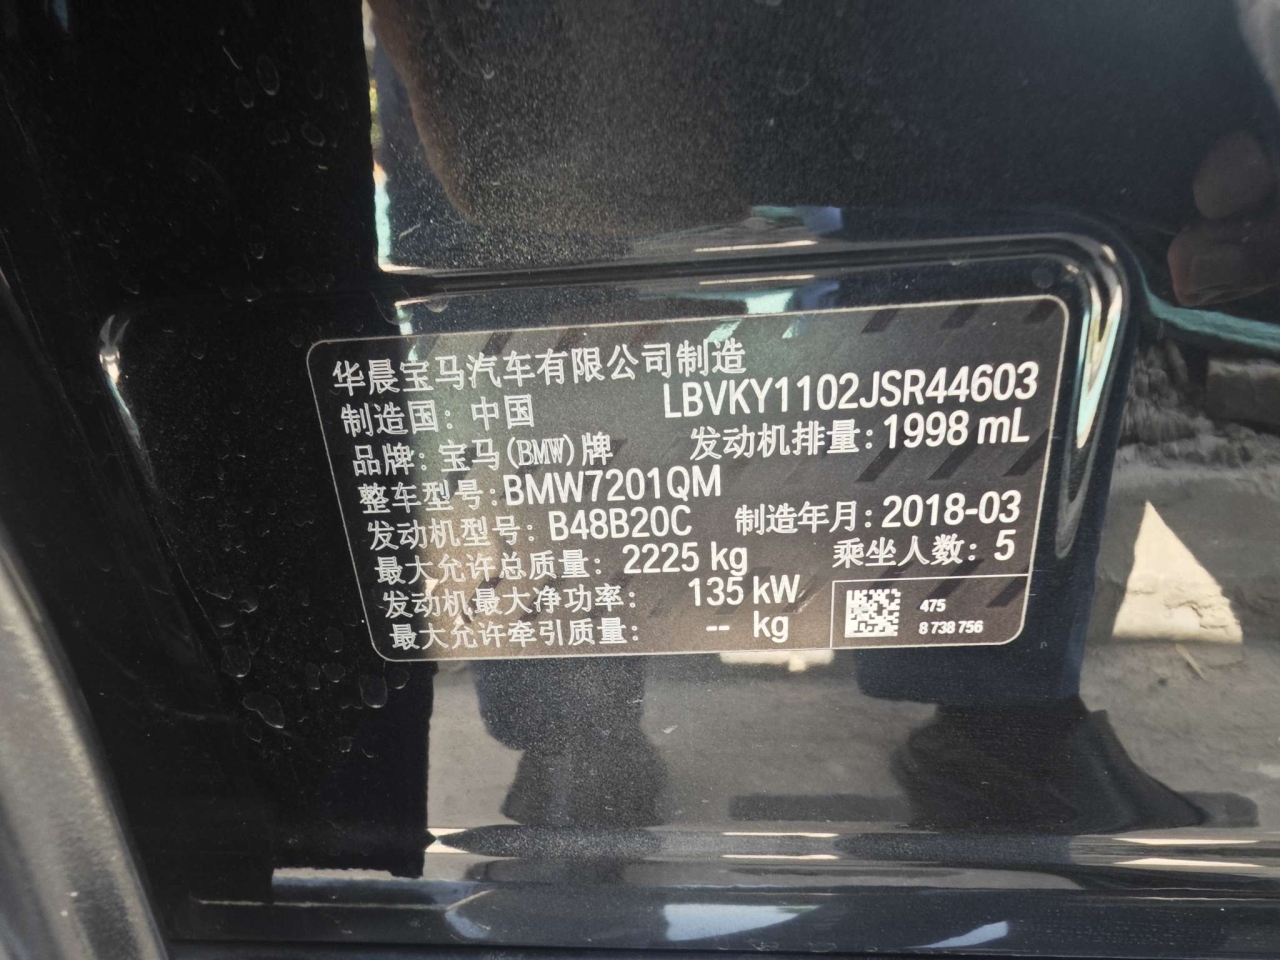 华晨宝马汽车有限公司制造
制造国：中国 LBVKY1102JSR44603
品牌：宝马(BMW)牌 发动机排量：1998 mL
整车型号：BMW7201QM
发动机型号：B48B20C 制造年月：2018-03
最大允许总质量：2225 kg 乘坐人数：5
发动机最大净功率：135 kW
最大允许牵引质量：-- kg
475
8 738 756